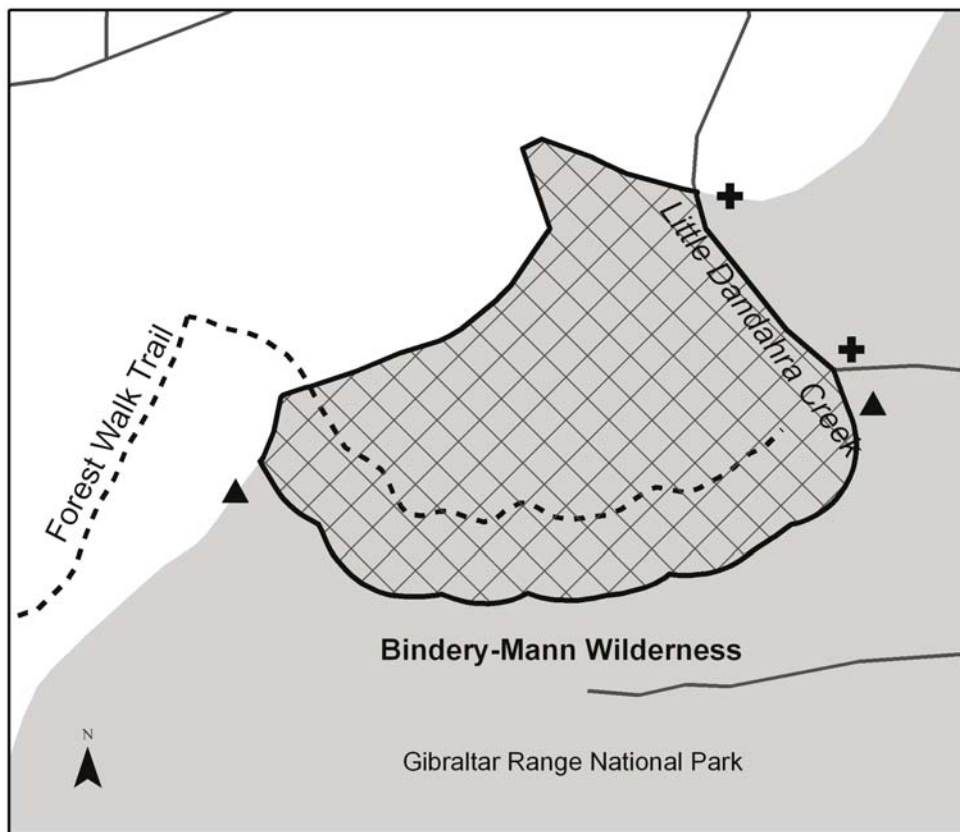 Little Dandahra Creek
Forest Walk Trail
Bindery-Mann Wilderness
N
Gibraltar Range National Park